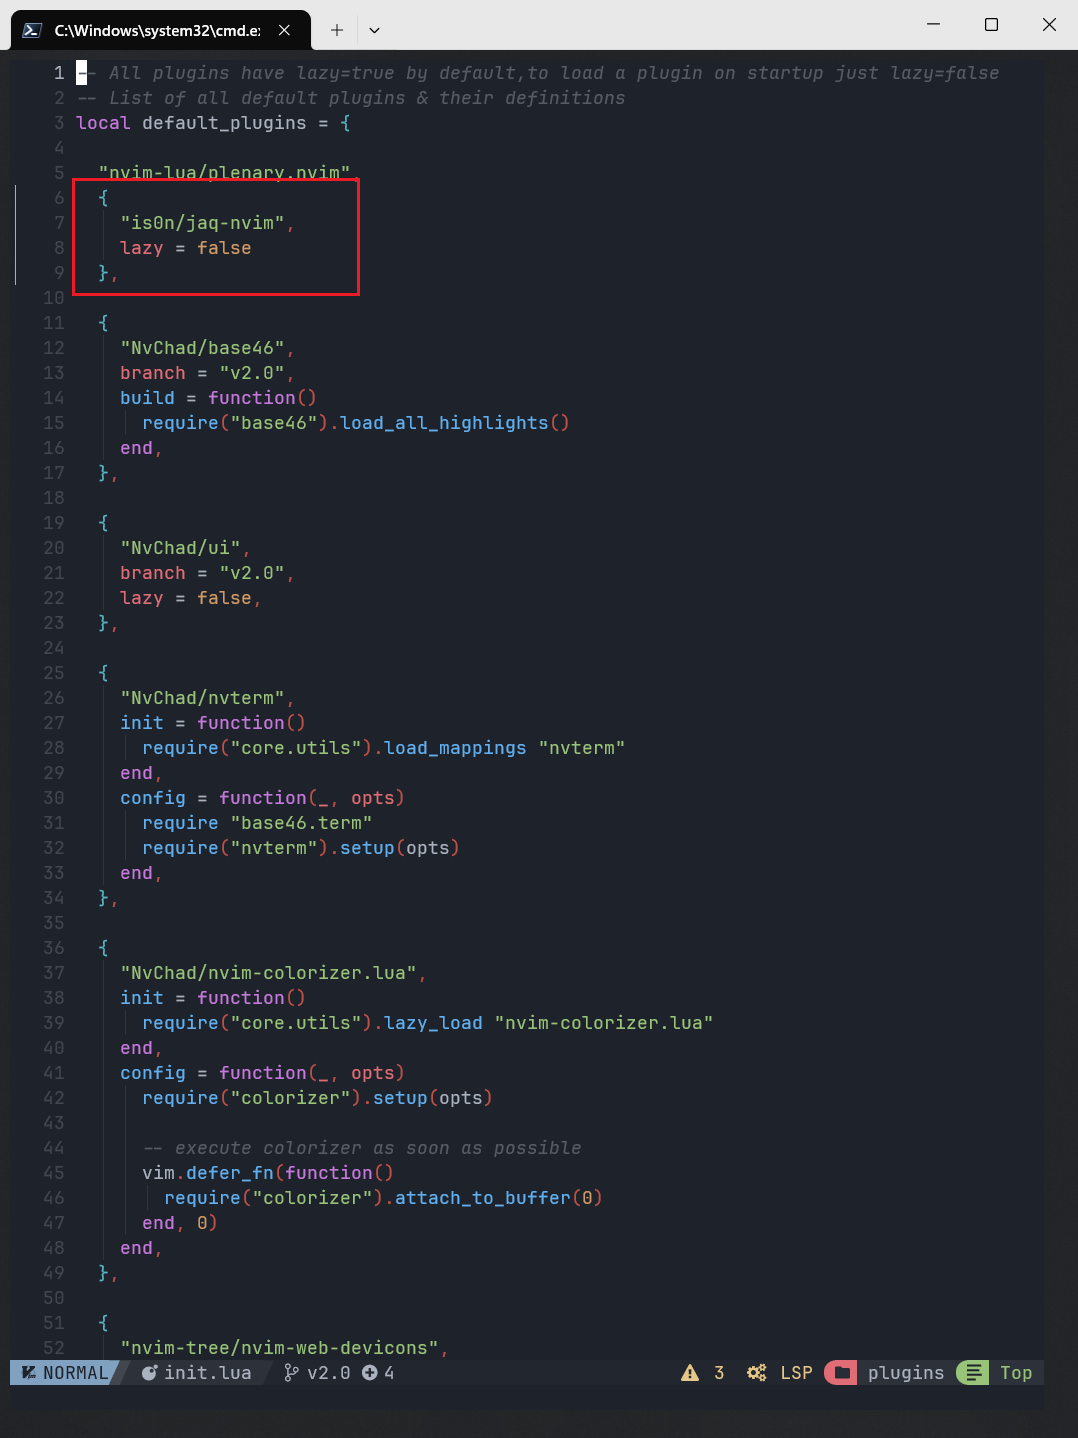 C:\Windows\system32\cmd.e
1 -- All plugins have lazy=true by default,to load a plugin on startup just lazy=false
2 -- List of all default plugins & their definitions
3 local default_plugins = {
4
5 "nvim-lua/plenary.nvim",
6 {
7 "is0n/jaq-nvim",
8 lazy = false
9 },
10
11 {
12 "NvChad/base46",
13 branch = "v2.0",
14 build = function()
15 require("base46").load_all_highlights()
16 end,
17 },
18
19 {
20 "NvChad/ui",
21 branch = "v2.0",
22 lazy = false,
23 },
24
25 {
26 "NvChad/nvterm",
27 init = function()
28 require("core.utils").load_mappings "nvterm"
29 end,
30 config = function(_, opts)
31 require "base46.term"
32 require("nvterm").setup(opts)
33 end,
34 },
35
36 {
37 "NvChad/nvim-colorizer.lua",
38 init = function()
39 require("core.utils").lazy_load "nvim-colorizer.lua"
40 end,
41 config = function(_, opts)
42 require("colorizer").setup(opts)
43
44 -- execute colorizer as soon as possible
45 vim.defer_fn(function()
46 require("colorizer").attach_to_buffer(0)
47 end, 0)
48 end,
49 },
50
51 {
52 "nvim-tree/nvim-web-devicons",
NORMAL init.lua v2.0 4 3 LSP plugins Top